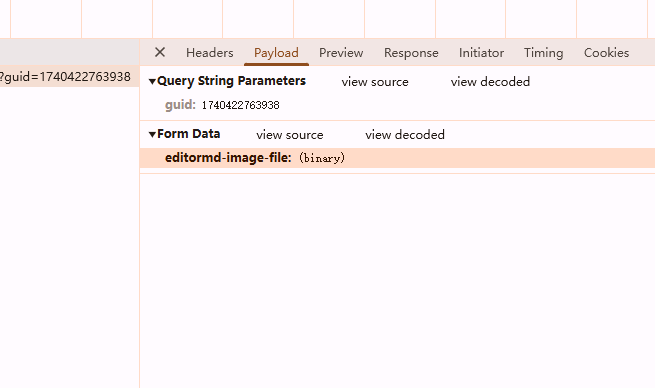 Headers Payload Preview Response Initiator Timing Cookies
?guid=1740422763938
▼Query String Parameters view source view decoded
guid: 1740422763938
▼Form Data view source view decoded
editormd-image-file: (binary)